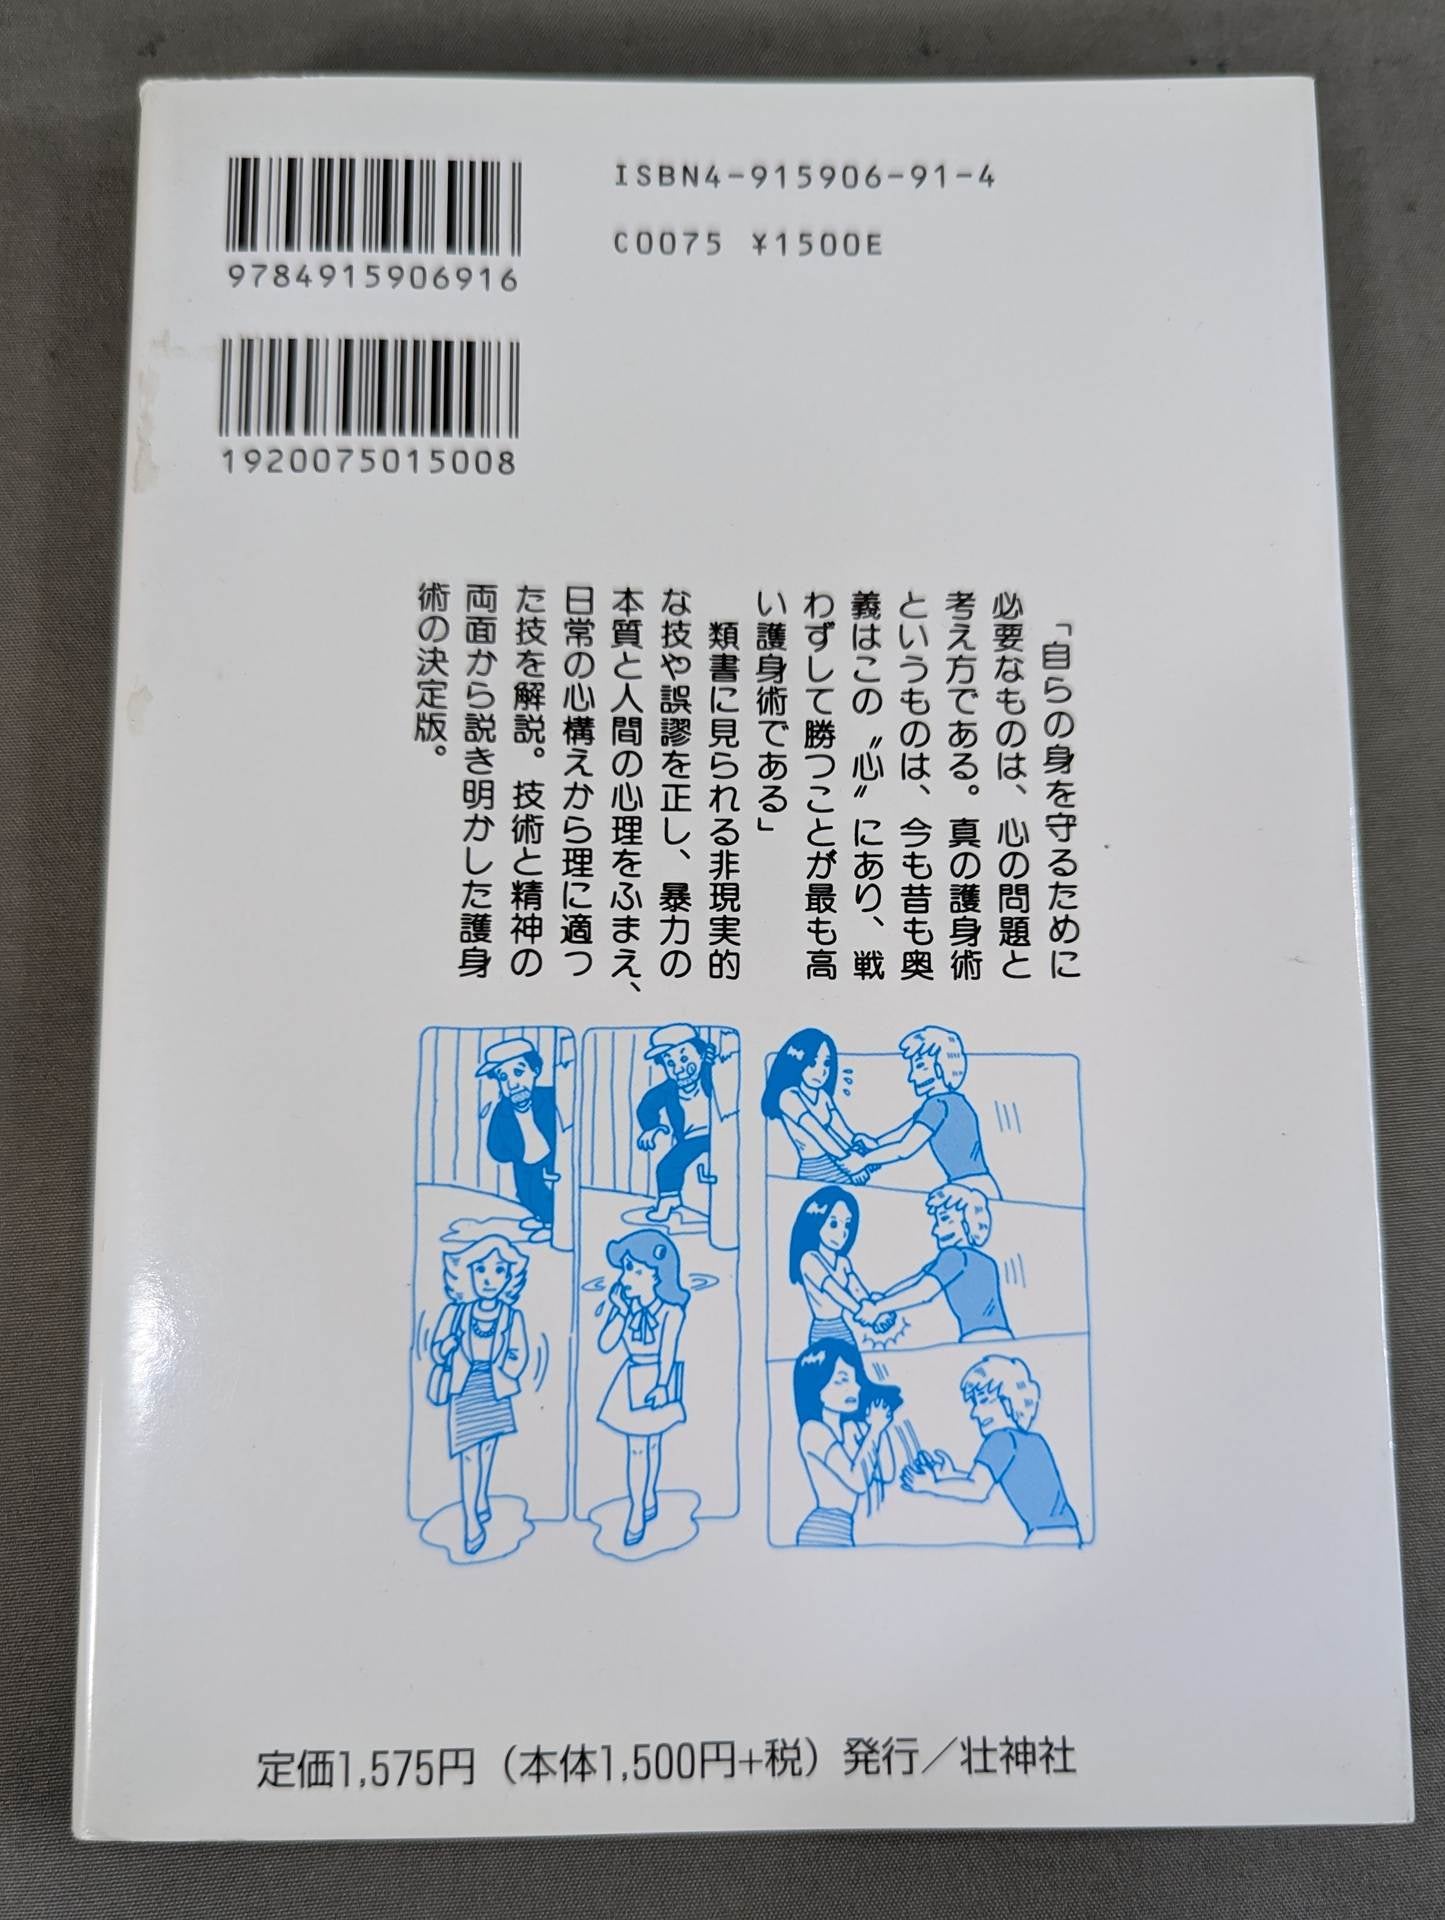 ISBN4-915906-91-4
C0075 ¥1500E
9784915906916
1920075015008
「自らの身を守るために
必要なものは、心の問題と
考え方である。真の護身術
というものは、今も昔も奥
義はこの〝心〟にあり、戦
わずして勝つことが最も高
い護身術である」
類書に見られる非現実的
な技や誤謬を正し、暴力の
本質と人間の心理をふまえ、
日常の心構えから理に適っ
た技を解説。技術と精神の
両面から説き明かした護身
術の決定版。
定価1,575円（本体1,500円+税）発行／壮神社